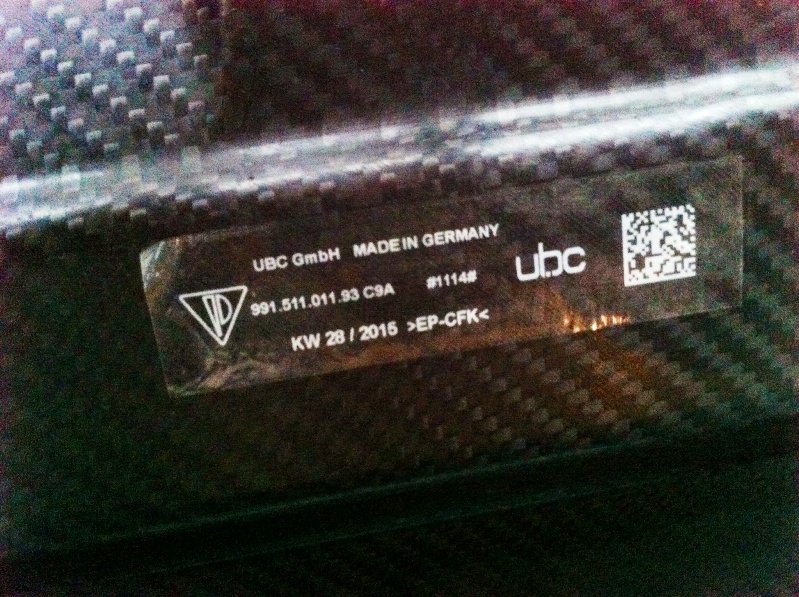 UBC GmbH MADE IN GERMANY
991.511.011.93 C9A #1114# ubc
KW 28 / 2015 >EP-CFK<